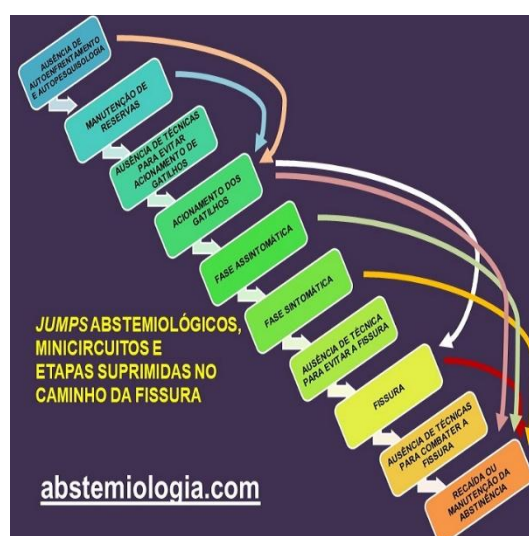 AUSÊNCIA DE
AUTOENFRENTAMENTO
E AUTOPESQUISOLOGIA
MANUTENÇÃO DE
RESERVAS
AUSÊNCIA DE TÉCNICAS
PARA EVITAR
ACIONAMENTO DE
GATILHOS
ACIONAMENTO DOS
GATILHOS
FASE ASSINTOMÁTICA
FASE SINTOMÁTICA
AUSÊNCIA DE TÉCNICA
PARA EVITAR A FISSURA
FISSURA
AUSÊNCIA DE TÉCNICAS
PARA COMBATER A
FISSURA
RECAÍDA OU
MANUTENÇÃO DA
ABSTINÊNCIA
JUMPS ABSTEMIOLÓGICOS,
MINICIRCUITOS E
ETAPAS SUPRIMIDAS NO
CAMINHO DA FISSURA
abstemiologia.com